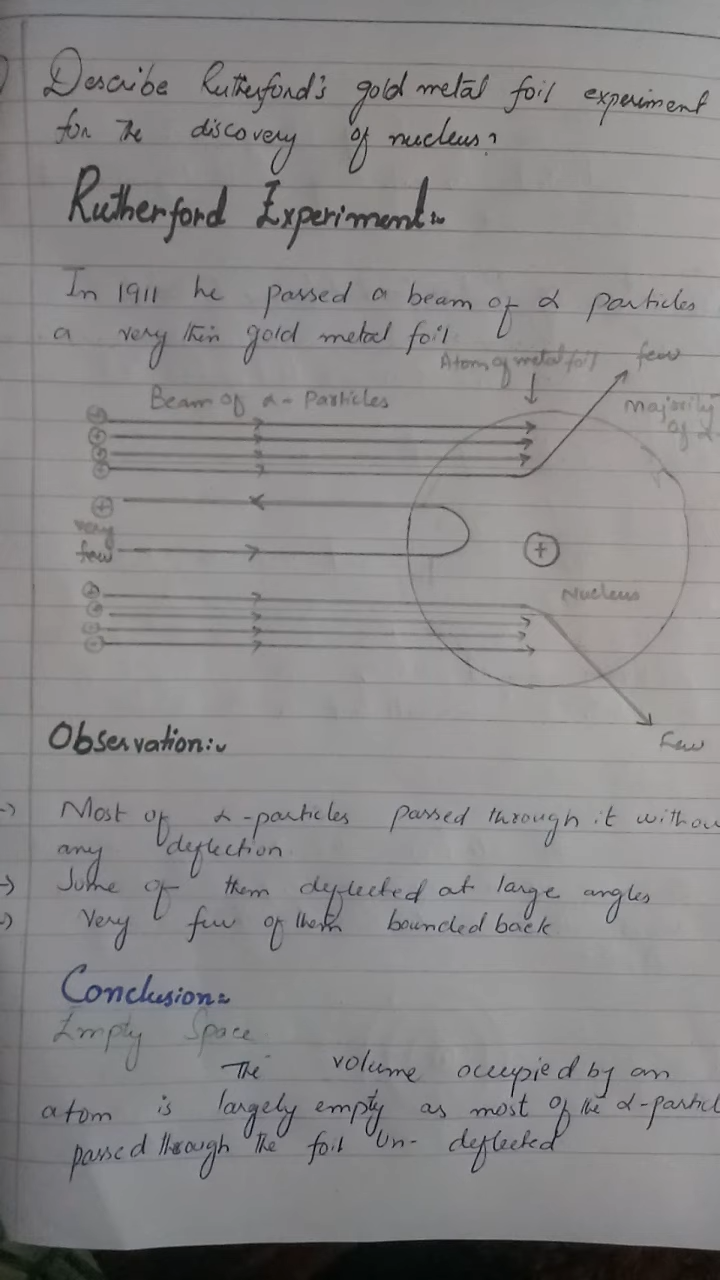 Describe Rutherford's gold metal foil experiment
for the discovery of nucleus?
Rutherford Experiment:~
In 1911 he passed a beam of α particles
a very thin gold metal foil
Atom of metal foil
few
Beam of α - Particles
majority
of α
very
few
Nucleus
Few
Observation:~
-> Most of α-particles passed through it withou
any deflection
-> Some of them deflected at large angles
-> Very few of them bounded back
Conclusion:~
Empty Space
The volume occupied by an
atom is largely empty as most of the α-particl
passed through the foil Un- deflected